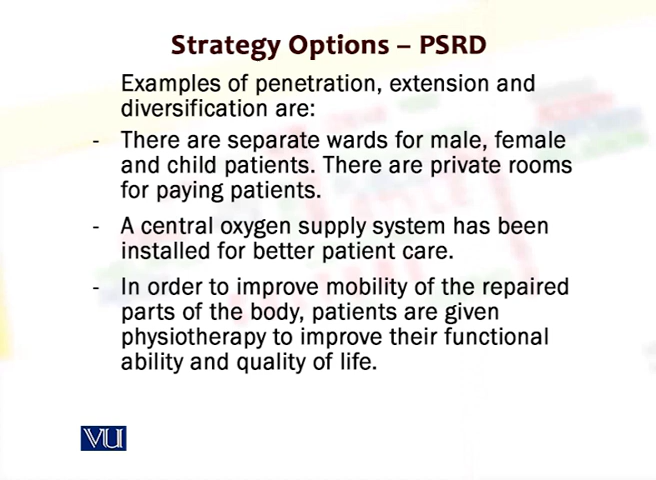 Strategy Options – PSRD
Examples of penetration, extension and
diversification are:
- There are separate wards for male, female
and child patients. There are private rooms
for paying patients.
- A central oxygen supply system has been
installed for better patient care.
- In order to improve mobility of the repaired
parts of the body, patients are given
physiotherapy to improve their functional
ability and quality of life.
VU